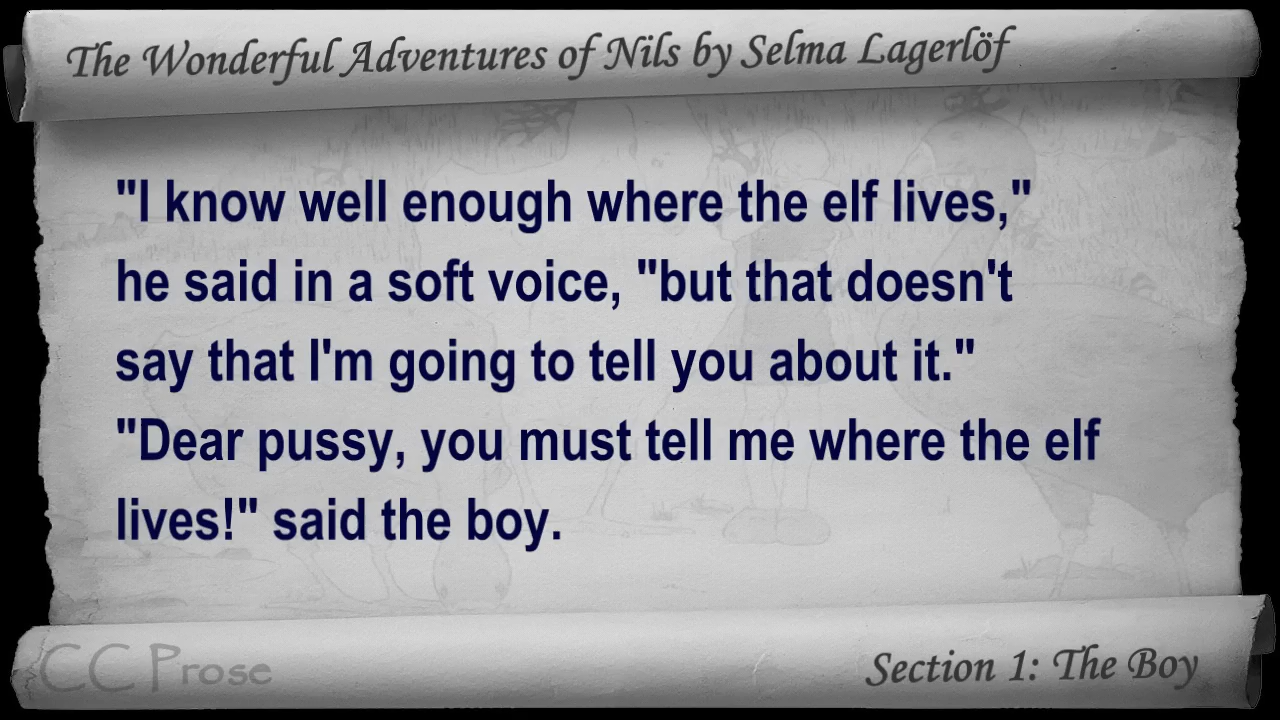 The Wonderful Adventures of Nils by Selma Lagerlöf
"I know well enough where the elf lives,"
he said in a soft voice, "but that doesn't
say that I'm going to tell you about it."
"Dear pussy, you must tell me where the elf
lives!" said the boy.
CC Prose
Section 1: The Boy